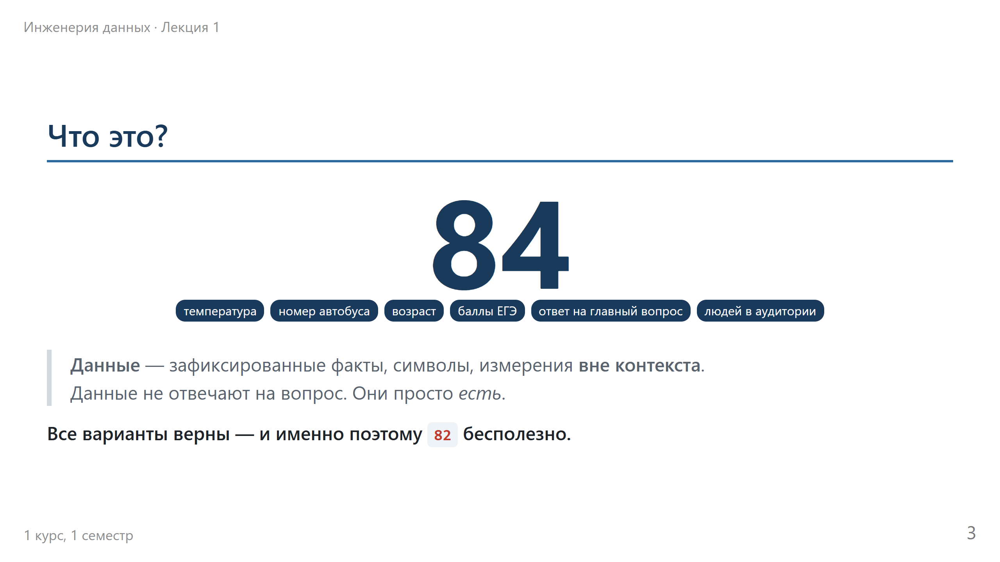 Инженерия данных · Лекция 1
Что это?
84
температура номер автобуса возраст баллы ЕГЭ ответ на главный вопрос людей в аудитории
Данные — зафиксированные факты, символы, измерения вне контекста.
Данные не отвечают на вопрос. Они просто есть.
Все варианты верны — и именно поэтому 82 бесполезно.
1 курс, 1 семестр
3